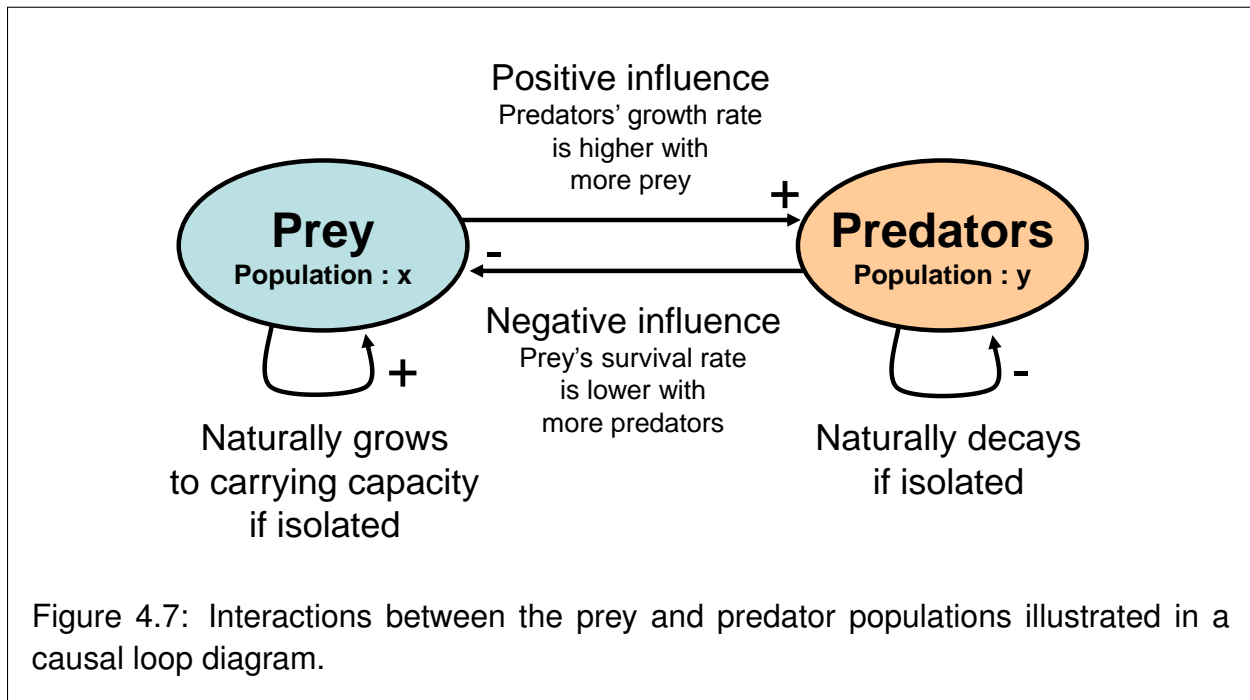 Positive influence
Predators' growth rate
is higher with
more prey
+
Prey
Population : x
Predators
Population : y
-
Negative influence
Prey's survival rate
is lower with
more predators
+
-
Naturally grows
to carrying capacity
if isolated
Naturally decays
if isolated
Figure 4.7: Interactions between the prey and predator populations illustrated in a
causal loop diagram.